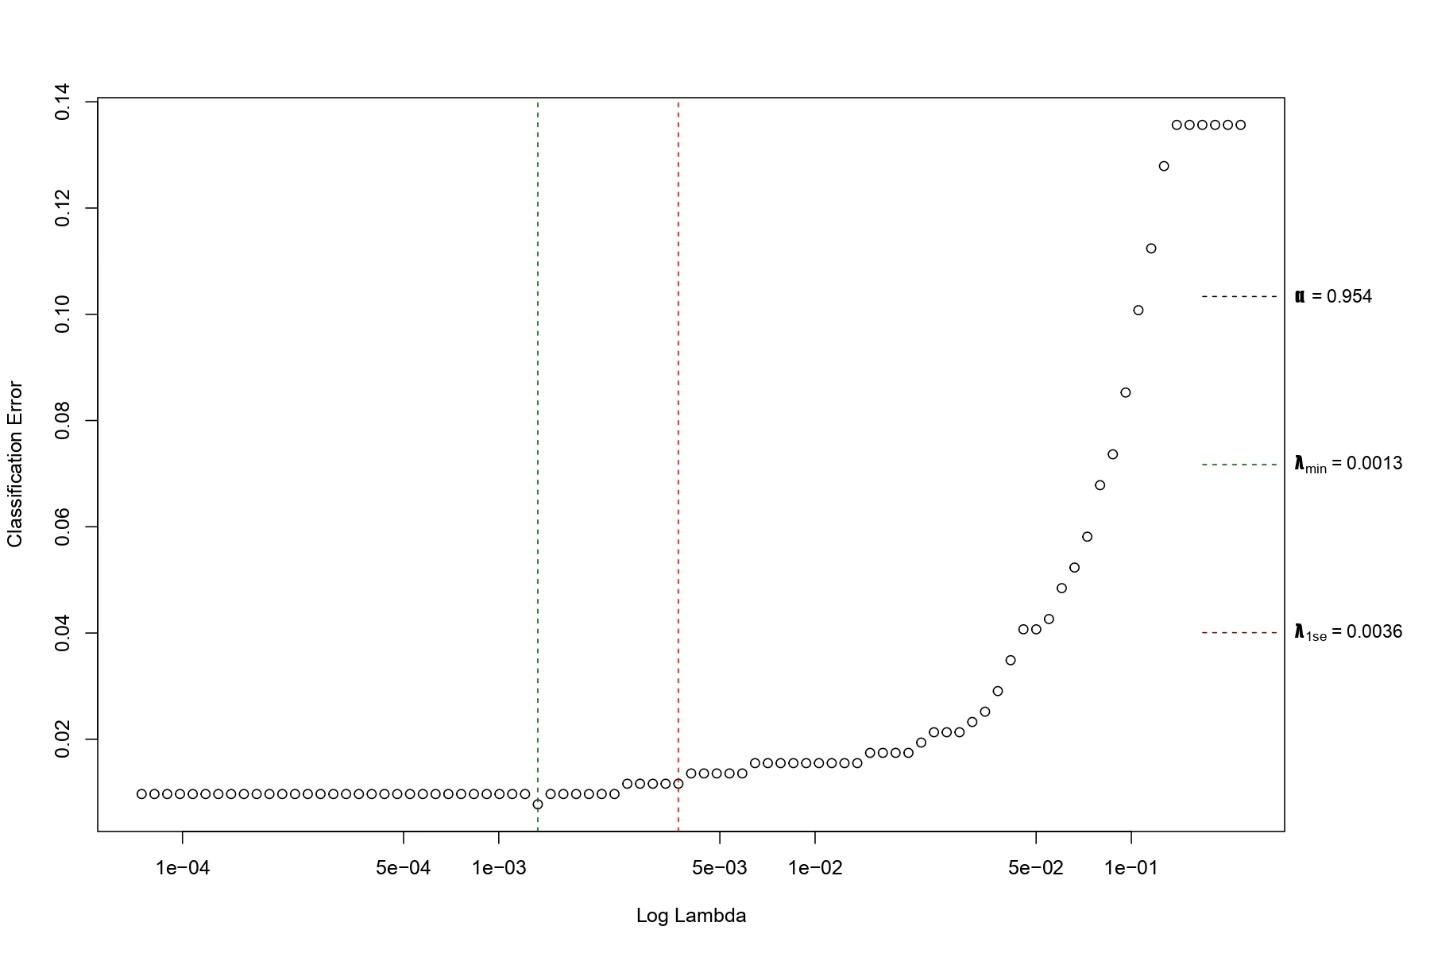 0.14
0.12
0.10
0.08
0.06
0.04
0.02
Classification Error
1e−04
5e−04
1e−03
5e−03
1e−02
5e−02
1e−01
Log Lambda
α = 0.954
λmin = 0.0013
λ1se = 0.0036